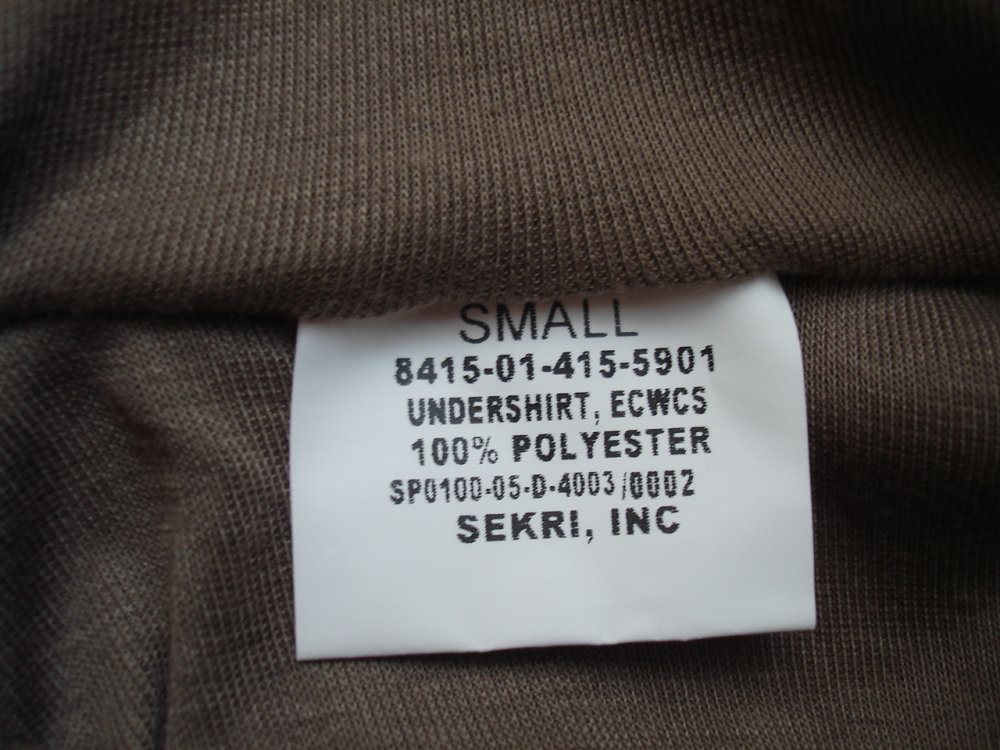 SMALL
8415-01-415-5901
UNDERSHIRT, ECWCS
100% POLYESTER
SP0100-05-D-4003/0002
SEKRI, INC